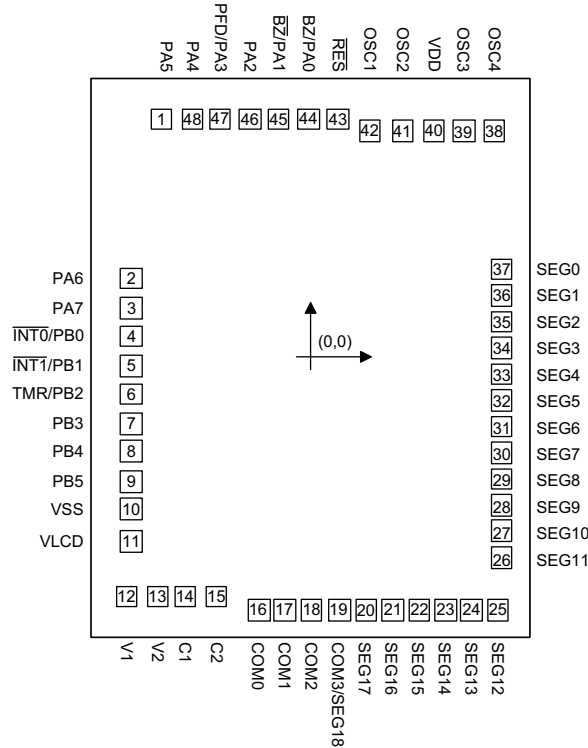 PA5
PA4
PFD/PA3
PA2
B̅Z̅/PA1
BZ/PA0
R̅E̅S̅
OSC1
OSC2
VDD
OSC3
OSC4
1
48
47
46
45
44
43
42
41
40
39
38
PA6 2
PA7 3
I̅N̅T̅0̅/PB0 4
I̅N̅T̅1̅/PB1 5
TMR/PB2 6
PB3 7
PB4 8
PB5 9
VSS 10
VLCD 11
(0,0)
37 SEG0
36 SEG1
35 SEG2
34 SEG3
33 SEG4
32 SEG5
31 SEG6
30 SEG7
29 SEG8
28 SEG9
27 SEG10
26 SEG11
12
13
14
15
16
17
18
19
20
21
22
23
24
25
V1
V2
C1
C2
COM0
COM1
COM2
COM3/SEG18
SEG17
SEG16
SEG15
SEG14
SEG13
SEG12